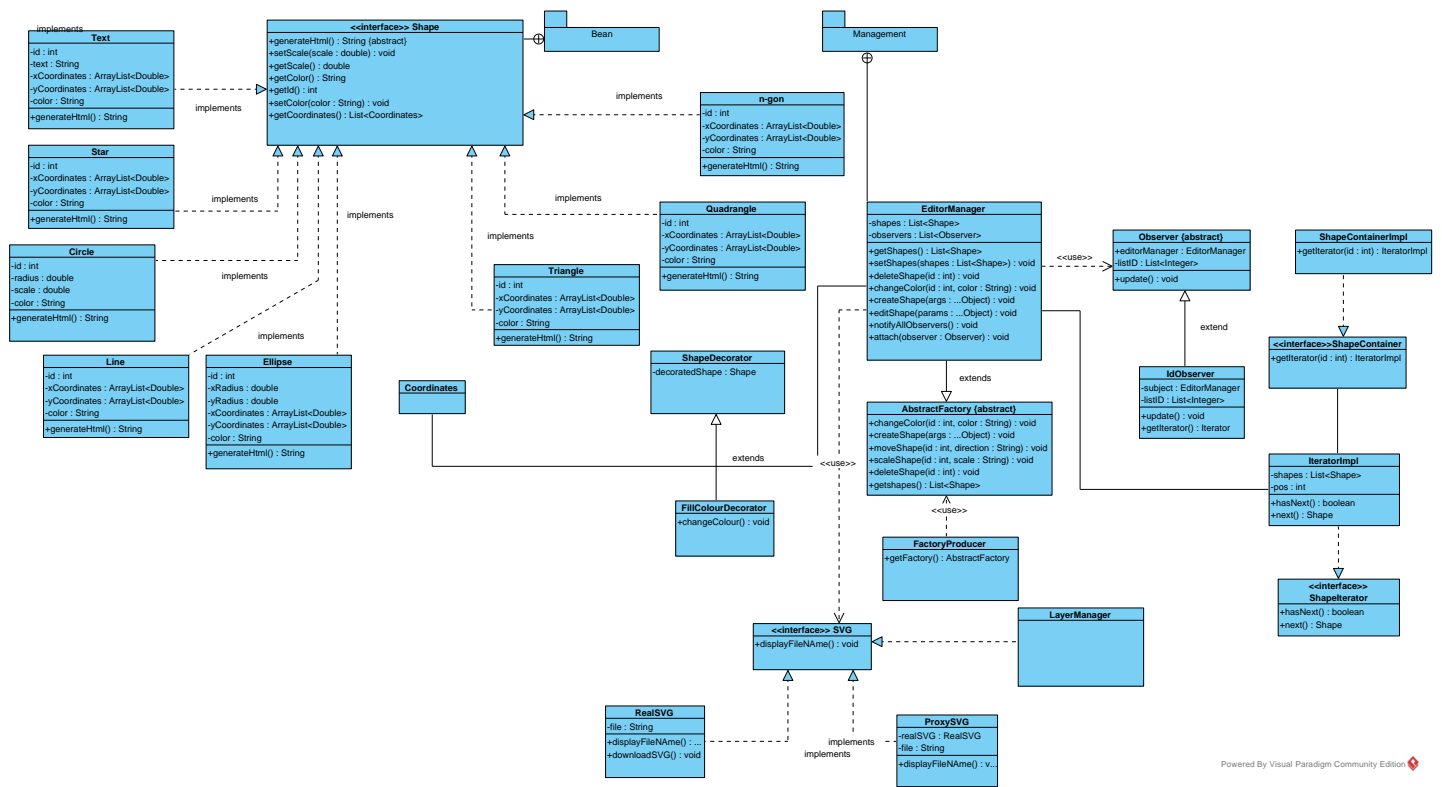 implements
Text
-id : int
-text : String
-xCoordinates : ArrayList<Double>
-yCoordinates : ArrayList<Double>
-color : String
+generateHtml() : String
<<interface>> Shape
+generateHtml() : String {abstract}
+setScale(scale : double) : void
+getScale() : double
+getColor() : String
+getId() : int
+setColor(color : String) : void
+getCoordinates() : List<Coordinates>
Bean
Management
implements
implements
n-gon
-id : int
-xCoordinates : ArrayList<Double>
-yCoordinates : ArrayList<Double>
-color : String
+generateHtml() : String
Star
-id : int
-xCoordinates : ArrayList<Double>
-yCoordinates : ArrayList<Double>
-color : String
+generateHtml() : String
implements
implements
implements
implements
Quadrangle
-id : int
-xCoordinates : ArrayList<Double>
-yCoordinates : ArrayList<Double>
-color : String
+generateHtml() : String
EditorManager
-shapes : List<Shape>
-observers : List<Observer>
+getShapes() : List<Shape>
+setShapes(shapes : List<Shape>) : void
+deleteShape(id : int) : void
+changeColor(id : int, color : String) : void
+createShape(args : ...Object) : void
+editShape(params : ...Object) : void
+notifyAllObservers() : void
+attach(observer : Observer) : void
<<use>>
Observer {abstract}
+editorManager : EditorManager
-listID : List<Integer>
+update() : void
ShapeContainerImpl
+getIterator(id : int) : IteratorImpl
Circle
-id : int
-radius : double
-scale : double
-color : String
+generateHtml() : String
implements
Triangle
-id : int
-xCoordinates : ArrayList<Double>
-yCoordinates : ArrayList<Double>
-color : String
+generateHtml() : String
extend
<<interface>>ShapeContainer
+getIterator(id : int) : IteratorImpl
implements
Line
-id : int
-xCoordinates : ArrayList<Double>
-yCoordinates : ArrayList<Double>
-color : String
+generateHtml() : String
Ellipse
-id : int
-xRadius : double
-yRadius : double
-xCoordinates : ArrayList<Double>
-yCoordinates : ArrayList<Double>
-color : String
+generateHtml() : String
Coordinates
ShapeDecorator
-decoratedShape : Shape
extends
IdObserver
-subject : EditorManager
-listID : List<Integer>
+update() : void
+getIterator() : Iterator
AbstractFactory {abstract}
+changeColor(id : int, color : String) : void
+createShape(args : ...Object) : void
+moveShape(id : int, direction : String) : void
+scaleShape(id : int, scale : String) : void
+deleteShape(id : int) : void
+getshapes() : List<Shape>
extends
<<use>>
IteratorImpl
-shapes : List<Shape>
-pos : int
+hasNext() : boolean
+next() : Shape
FillColourDecorator
+changeColour() : void
<<use>>
FactoryProducer
+getFactory() : AbstractFactory
<<interface>>
ShapeIterator
+hasNext() : boolean
+next() : Shape
<<interface>> SVG
+displayFileNAme() : void
LayerManager
RealSVG
-file : String
+displayFileNAme() : ...
+downloadSVG() : void
implements
implements
ProxySVG
-realSVG : RealSVG
-file : String
+displayFileNAme() : v...
Powered By Visual Paradigm Community Edition